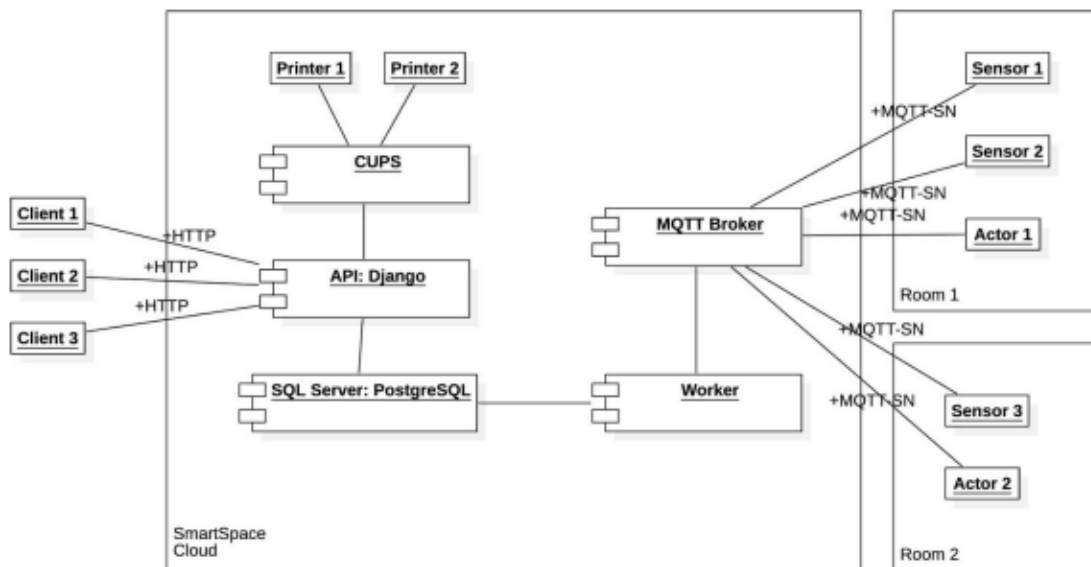 Printer 1
Printer 2
Sensor 1
+MQTT-SN
CUPS
Sensor 2
+MQTT-SN
Client 1
+HTTP
MQTT Broker
+MQTT-SN
Actor 1
Client 2
+HTTP
API: Django
Room 1
+HTTP
Client 3
+MQTT-SN
SQL Server: PostgreSQL
Worker
+MQTT-SN
Sensor 3
Actor 2
SmartSpace
Cloud
Room 2